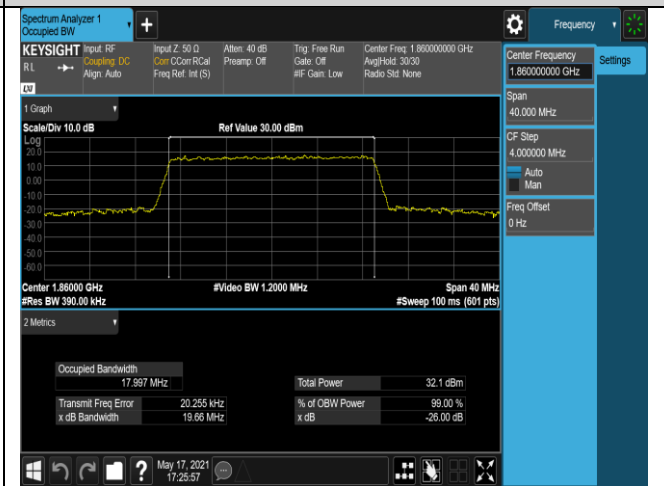 Spectrum Analyzer 1
Occupied BW
Frequency
KEYSIGHT
RL
LXI
Input: RF
Coupling: DC
Align: Auto
Input Z: 50 Ω
Corr CCorr RCal
Freq Ref: Int (S)
Atten: 40 dB
Preamp: Off
Trig: Free Run
Gate: Off
#IF Gain: Low
Center Freq: 1.860000000 GHz
Avg|Hold: 30/30
Radio Std: None
Center Frequency
1.860000000 GHz
Settings
Span
40.000 MHz
CF Step
4.000000 MHz
Auto
Man
Freq Offset
0 Hz
1 Graph
Scale/Div 10.0 dB
Ref Value 30.00 dBm
Log
20.0
10.0
0.00
-10.0
-20.0
-30.0
-40.0
-50.0
-60.0
Center 1.86000 GHz
#Video BW 1.2000 MHz
Span 40 MHz
#Res BW 390.00 kHz
#Sweep 100 ms (601 pts)
2 Metrics
Occupied Bandwidth
17.997 MHz
Total Power 32.1 dBm
Transmit Freq Error 20.255 kHz
% of OBW Power 99.00 %
x dB Bandwidth 19.66 MHz
x dB -26.00 dB
?
May 17, 2021
17:25:57